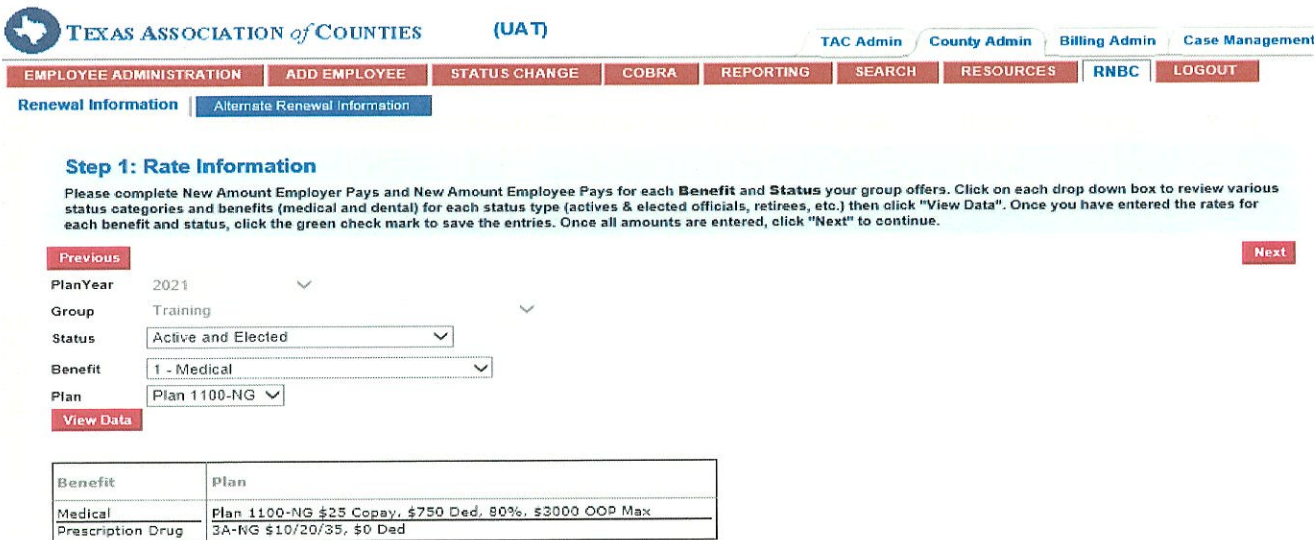 TEXAS ASSOCIATION of COUNTIES (UAT)
TAC Admin County Admin Billing Admin Case Management
EMPLOYEE ADMINISTRATION ADD EMPLOYEE STATUS CHANGE COBRA REPORTING SEARCH RESOURCES RNBC LOGOUT
Renewal Information Alternate Renewal Information
Step 1: Rate Information
Please complete New Amount Employer Pays and New Amount Employee Pays for each Benefit and Status your group offers. Click on each drop down box to review various
status categories and benefits (medical and dental) for each status type (actives & elected officials, retirees, etc.) then click "View Data". Once you have entered the rates for
each benefit and status, click the green check mark to save the entries. Once all amounts are entered, click "Next" to continue.
Previous Next
PlanYear 2021
Group Training
Status Active and Elected
Benefit 1 - Medical
Plan Plan 1100-NG
View Data
Benefit Plan
Medical Plan 1100-NG $25 Copay, $750 Ded, 80%, $3000 OOP Max
Prescription Drug 3A-NG $10/20/35, $0 Ded